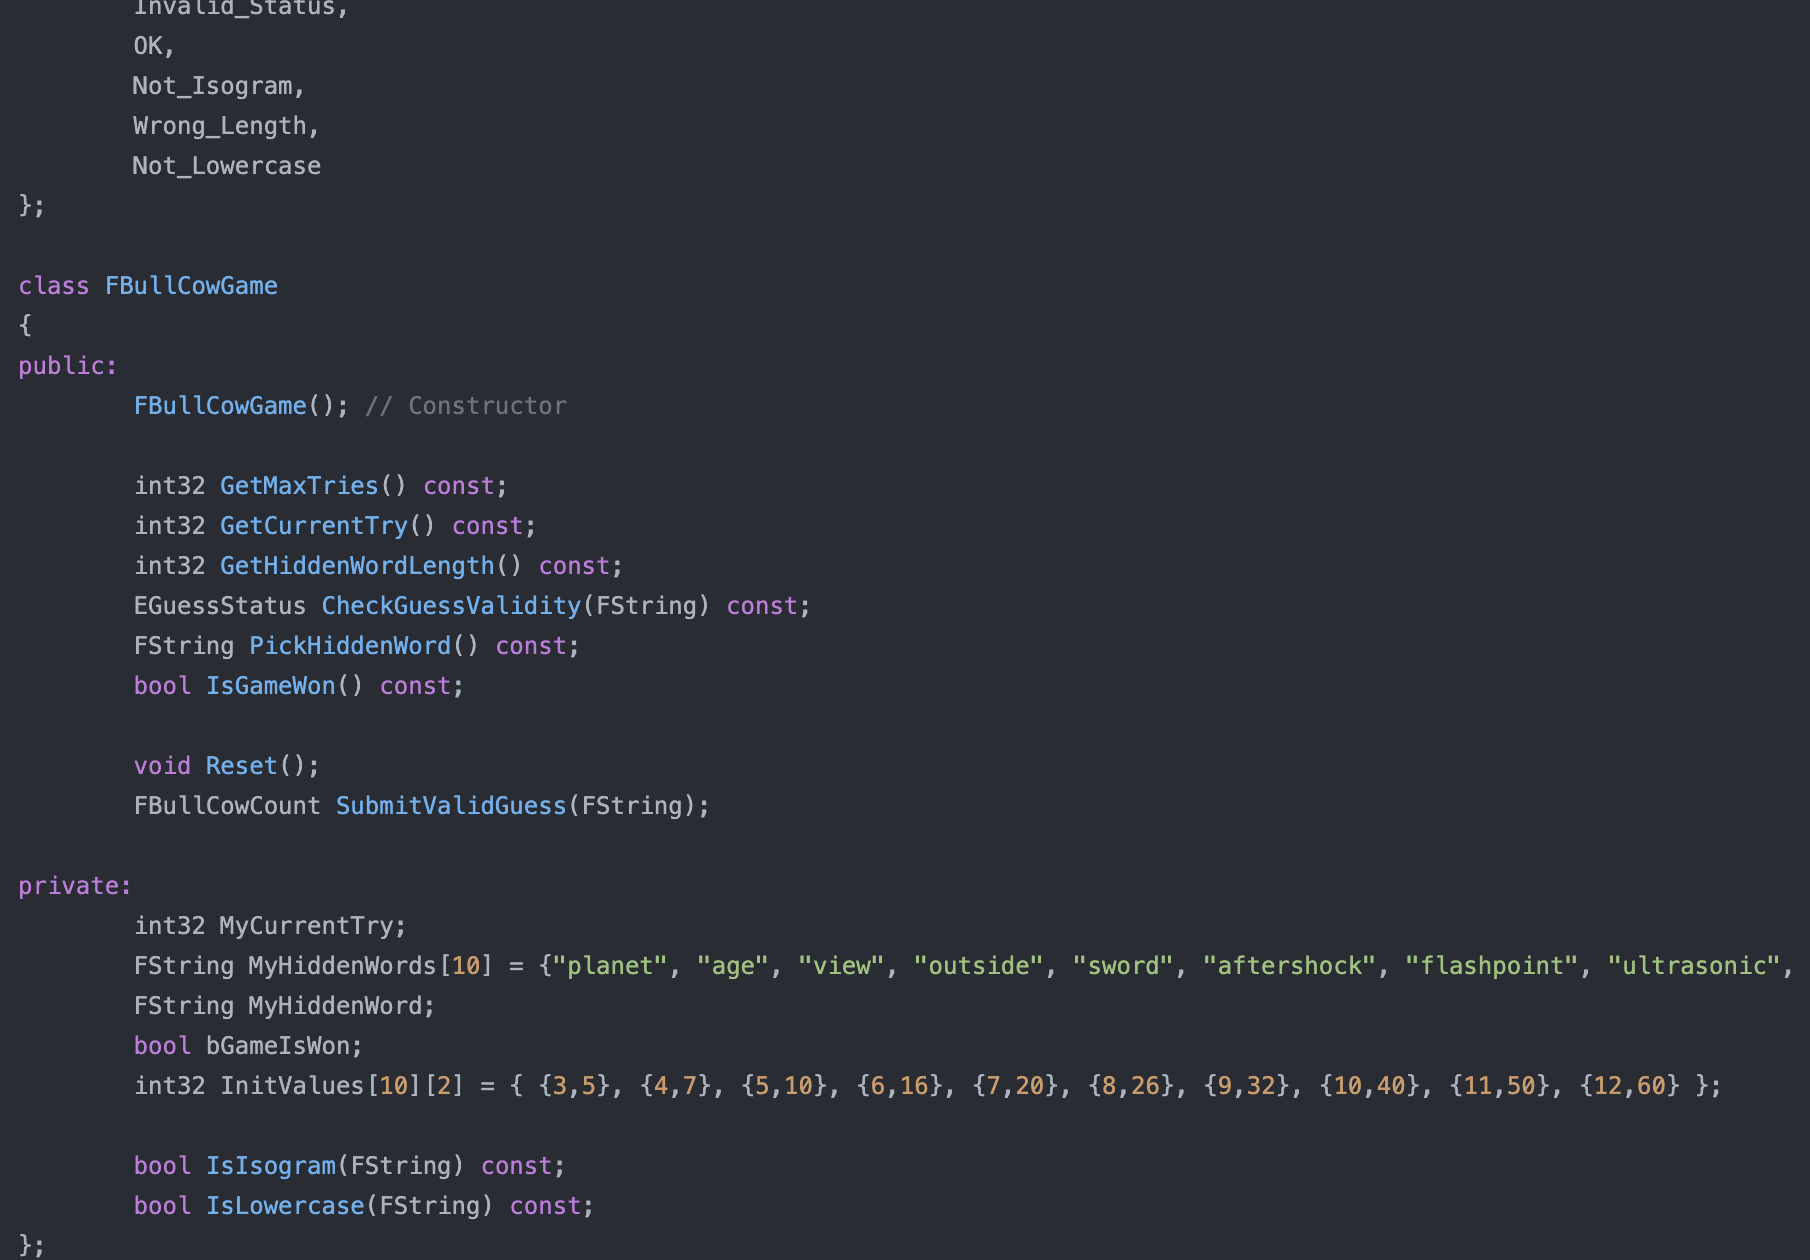 Invalid_Status,
OK,
Not_Isogram,
Wrong_Length,
Not_Lowercase
};
class FBullCowGame
{
public:
FBullCowGame(); // Constructor
int32 GetMaxTries() const;
int32 GetCurrentTry() const;
int32 GetHiddenWordLength() const;
EGuessStatus CheckGuessValidity(FString) const;
FString PickHiddenWord() const;
bool IsGameWon() const;
void Reset();
FBullCowCount SubmitValidGuess(FString);
private:
int32 MyCurrentTry;
FString MyHiddenWords[10] = {"planet", "age", "view", "outside", "sword", "aftershock", "flashpoint", "ultrasonic",
FString MyHiddenWord;
bool bGameIsWon;
int32 InitValues[10][2] = { {3,5}, {4,7}, {5,10}, {6,16}, {7,20}, {8,26}, {9,32}, {10,40}, {11,50}, {12,60} };
bool IsIsogram(FString) const;
bool IsLowercase(FString) const;
};